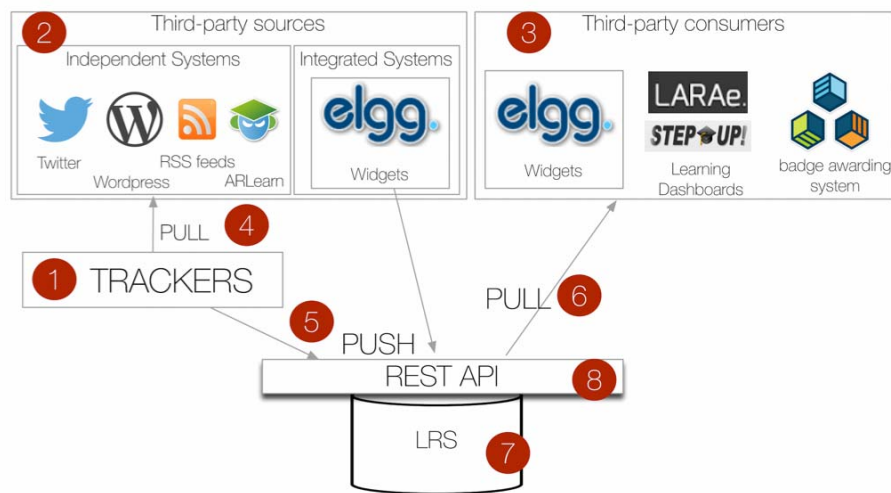 2
Third-party sources
Independent Systems
Twitter
Wordpress
RSS feeds
ARLearn
Integrated Systems
elgg.
Widgets
3
Third-party consumers
elgg.
Widgets
LARAe.
STEP UP!
Learning
Dashboards
badge awarding
system
PULL
4
1
TRACKERS
5
PUSH
PULL
6
REST API
8
LRS
7